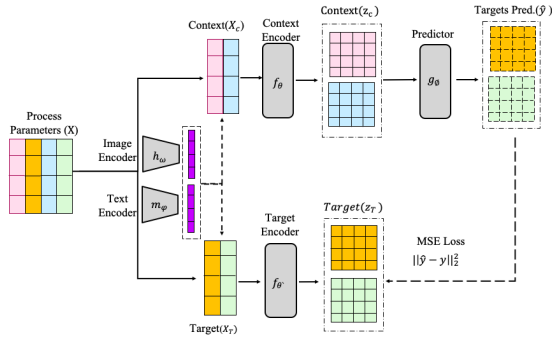 Context(X_c)
Context
Encoder
f_θ
Context(z_c)
Predictor
g_ϕ
Targets Pred.(ŷ)
Process
Parameters (X)
Image
Encoder
h_ω
Text
Encoder
m_φ
Target(X_T)
Target
Encoder
f_θ`
Target(z_T)
MSE Loss
||ŷ − y||₂²